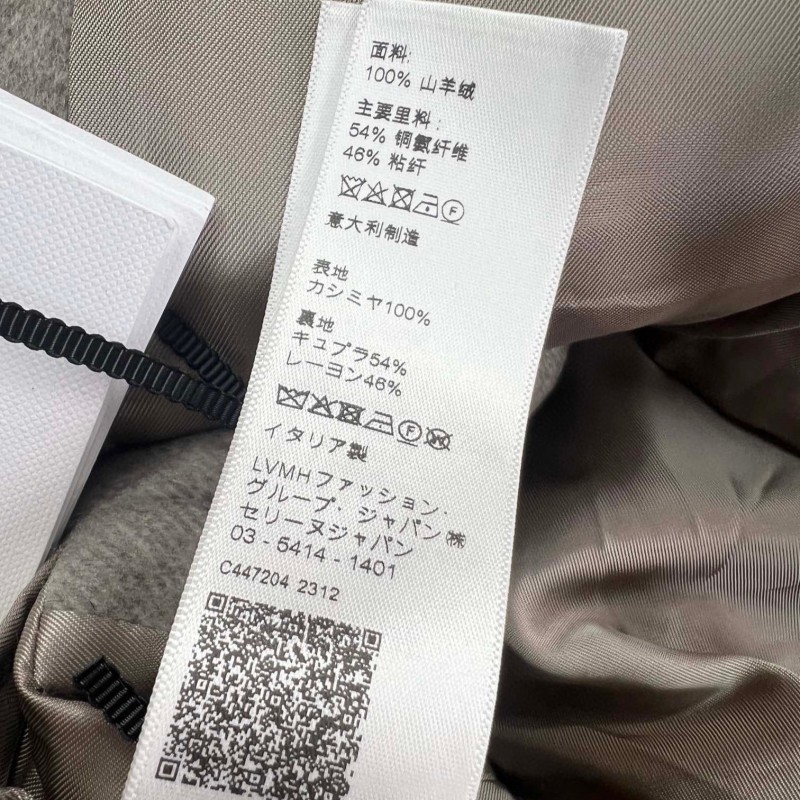 面料:
100% 山羊绒
主要里料:
54% 铜氨纤维
46% 粘纤
F
意大利制造
表地
カシミヤ100%
裏地
キュプラ54%
レーヨン46%
F W
イタリア製
LVMHファッション・
グループ・ジャパン㈱
セリーヌジャパン
03-5414-1401
C447204 2312